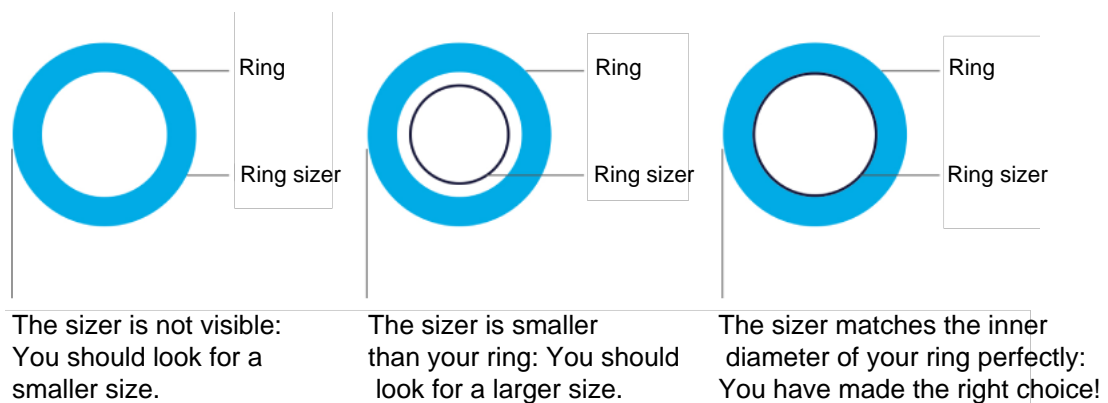 Ring
Ring sizer
The sizer is not visible:
You should look for a
smaller size.
Ring
Ring sizer
The sizer is smaller
than your ring: You should
look for a larger size.
Ring
Ring sizer
The sizer matches the inner
diameter of your ring perfectly:
You have made the right choice!